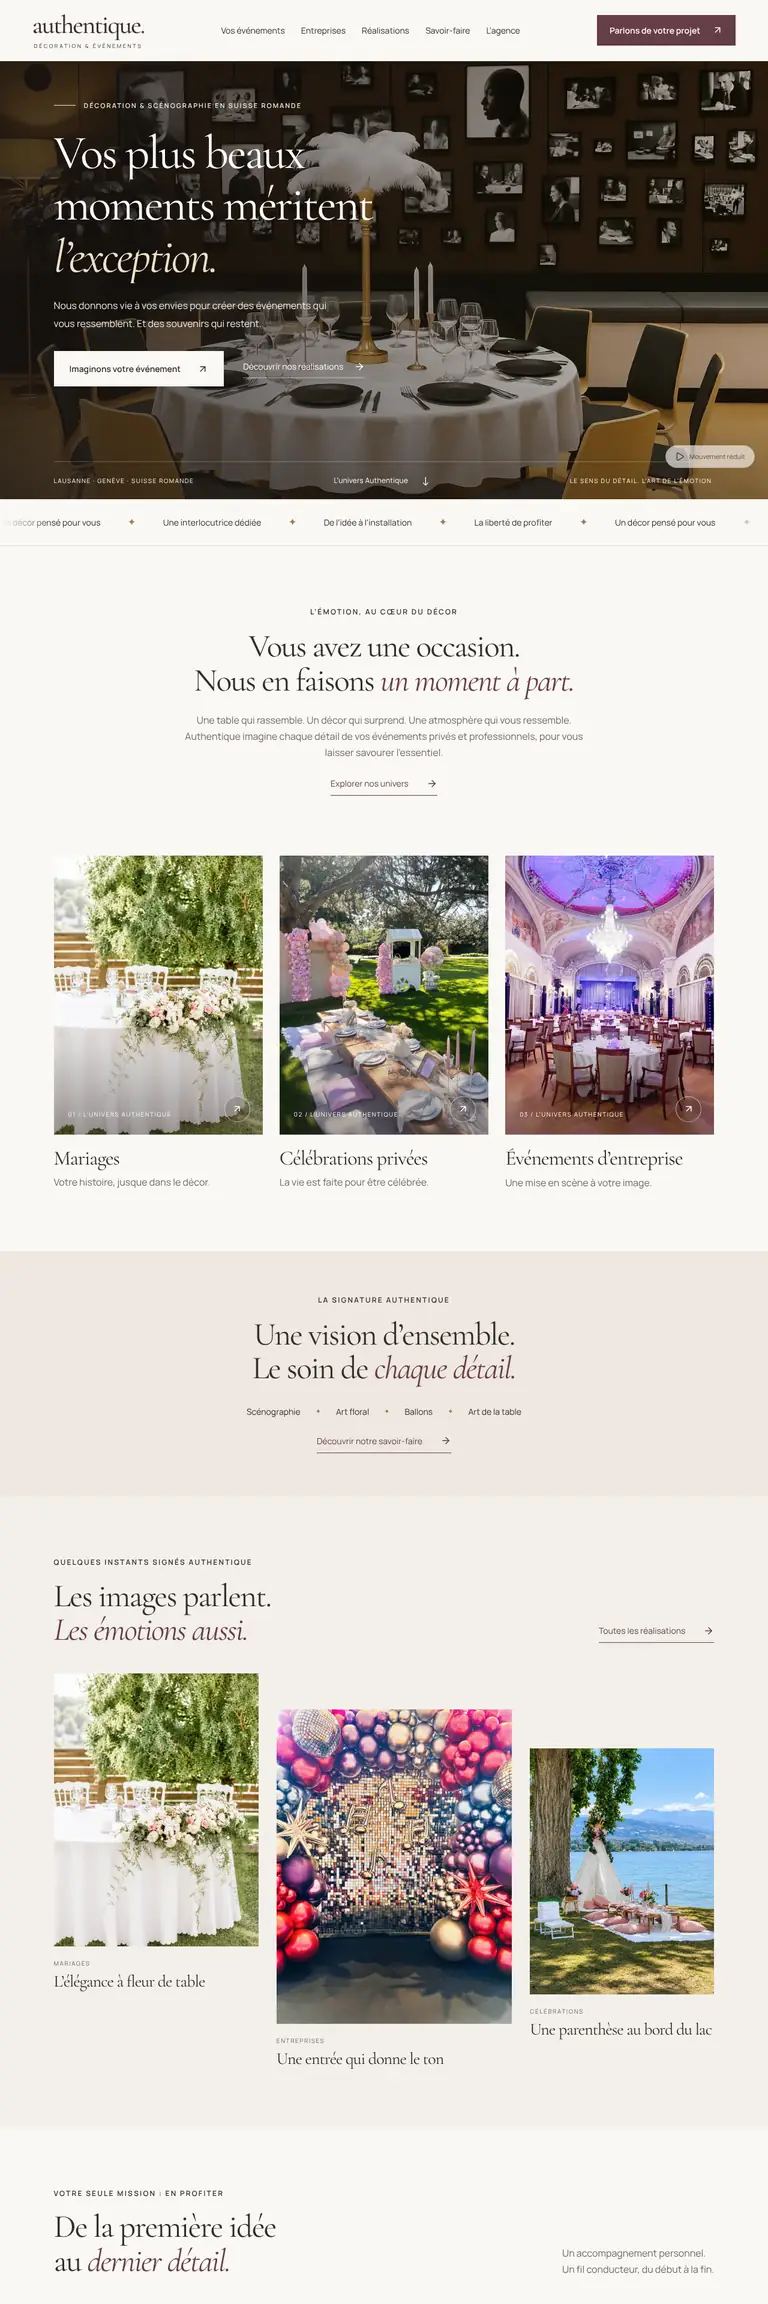 authentique.
DÉCORATION & ÉVÉNEMENTS
Vos événements
Entreprises
Réalisations
Savoir-faire
L'agence
Parlons de votre projet
DÉCORATION & SCÉNOGRAPHIE EN SUISSE ROMANDE
Vos plus beaux
moments méritent
l'exception.
Nous donnons vie à vos envies pour créer des événements qui
vous ressemblent. Et des souvenirs qui restent.
Imaginons votre événement
Découvrir nos réalisations
Mouvement réduit
LAUSANNE · GENÈVE · SUISSE ROMANDE
L'univers Authentique
LE SENS DU DÉTAIL. L'ART DE L'ÉMOTION
décor pensé pour vous
Une interlocutrice dédiée
De l'idée à l'installation
La liberté de profiter
Un décor pensé pour vous
L'ÉMOTION, AU CŒUR DU DÉCOR
Vous avez une occasion.
Nous en faisons un moment à part.
Une table qui rassemble. Un décor qui surprend. Une atmosphère qui vous ressemble.
Authentique imagine chaque détail de vos événements privés et professionnels, pour vous
laisser savourer l'essentiel.
Explorer nos univers
01 / L'UNIVERS AUTHENTIQUE
02 / L'UNIVERS AUTHENTIQUE
03 / L'UNIVERS AUTHENTIQUE
Mariages
Votre histoire, jusque dans le décor.
Célébrations privées
La vie est faite pour être célébrée.
Événements d'entreprise
Une mise en scène à votre image.
LA SIGNATURE AUTHENTIQUE
Une vision d'ensemble.
Le soin de chaque détail.
Scénographie
Art floral
Ballons
Art de la table
Découvrir notre savoir-faire
QUELQUES INSTANTS SIGNÉS AUTHENTIQUE
Les images parlent.
Les émotions aussi.
Toutes les réalisations
MARIAGES
L'élégance à fleur de table
ENTREPRISES
Une entrée qui donne le ton
CÉLÉBRATIONS
Une parenthèse au bord du lac
VOTRE SEULE MISSION : EN PROFITER
De la première idée
au dernier détail.
Un accompagnement personnel.
Un fil conducteur, du début à la fin.